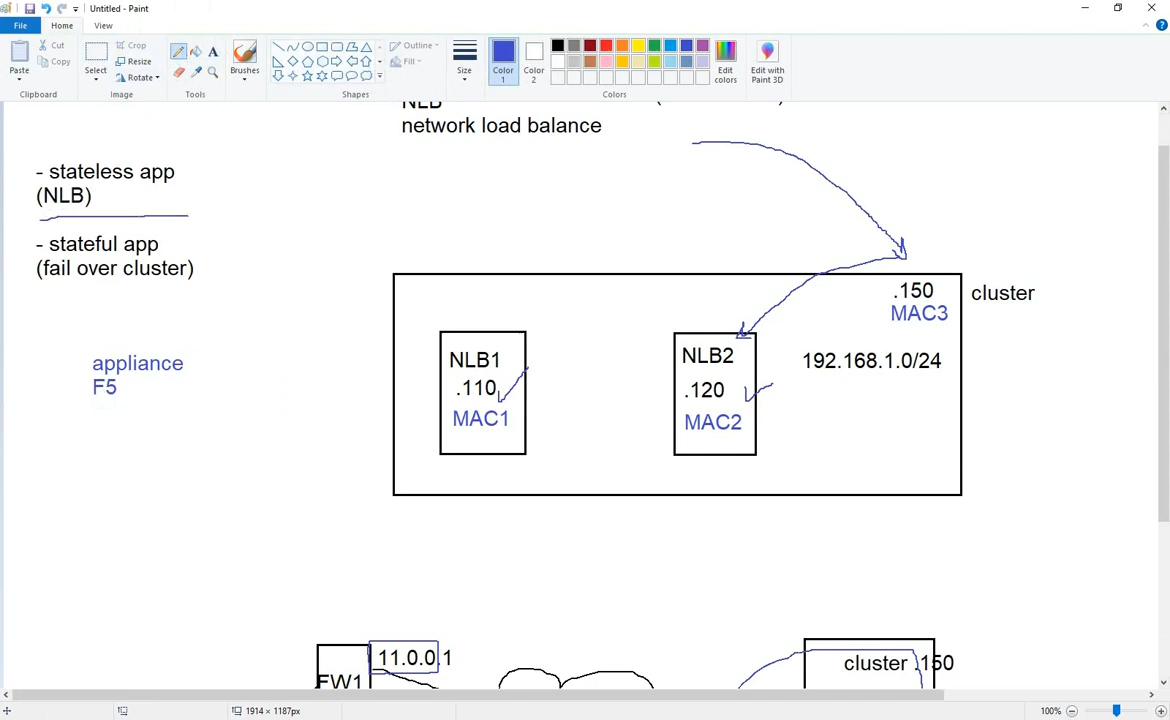 Untitled - Paint
File
Home
View
Paste
Cut
Copy
Clipboard
Select
Crop
Resize
Rotate
Image
Tools
Brushes
Shapes
Outline
Fill
Size
Color 1
Color 2
Edit colors
Colors
Edit with Paint 3D
NLB
network load balance
- stateless app
(NLB)
- stateful app
(fail over cluster)
appliance
F5
.150
MAC3
cluster
NLB1
.110
MAC1
NLB2
.120
MAC2
192.168.1.0/24
11.0.0.1
FW1
cluster .150
1914 × 1187px
100%